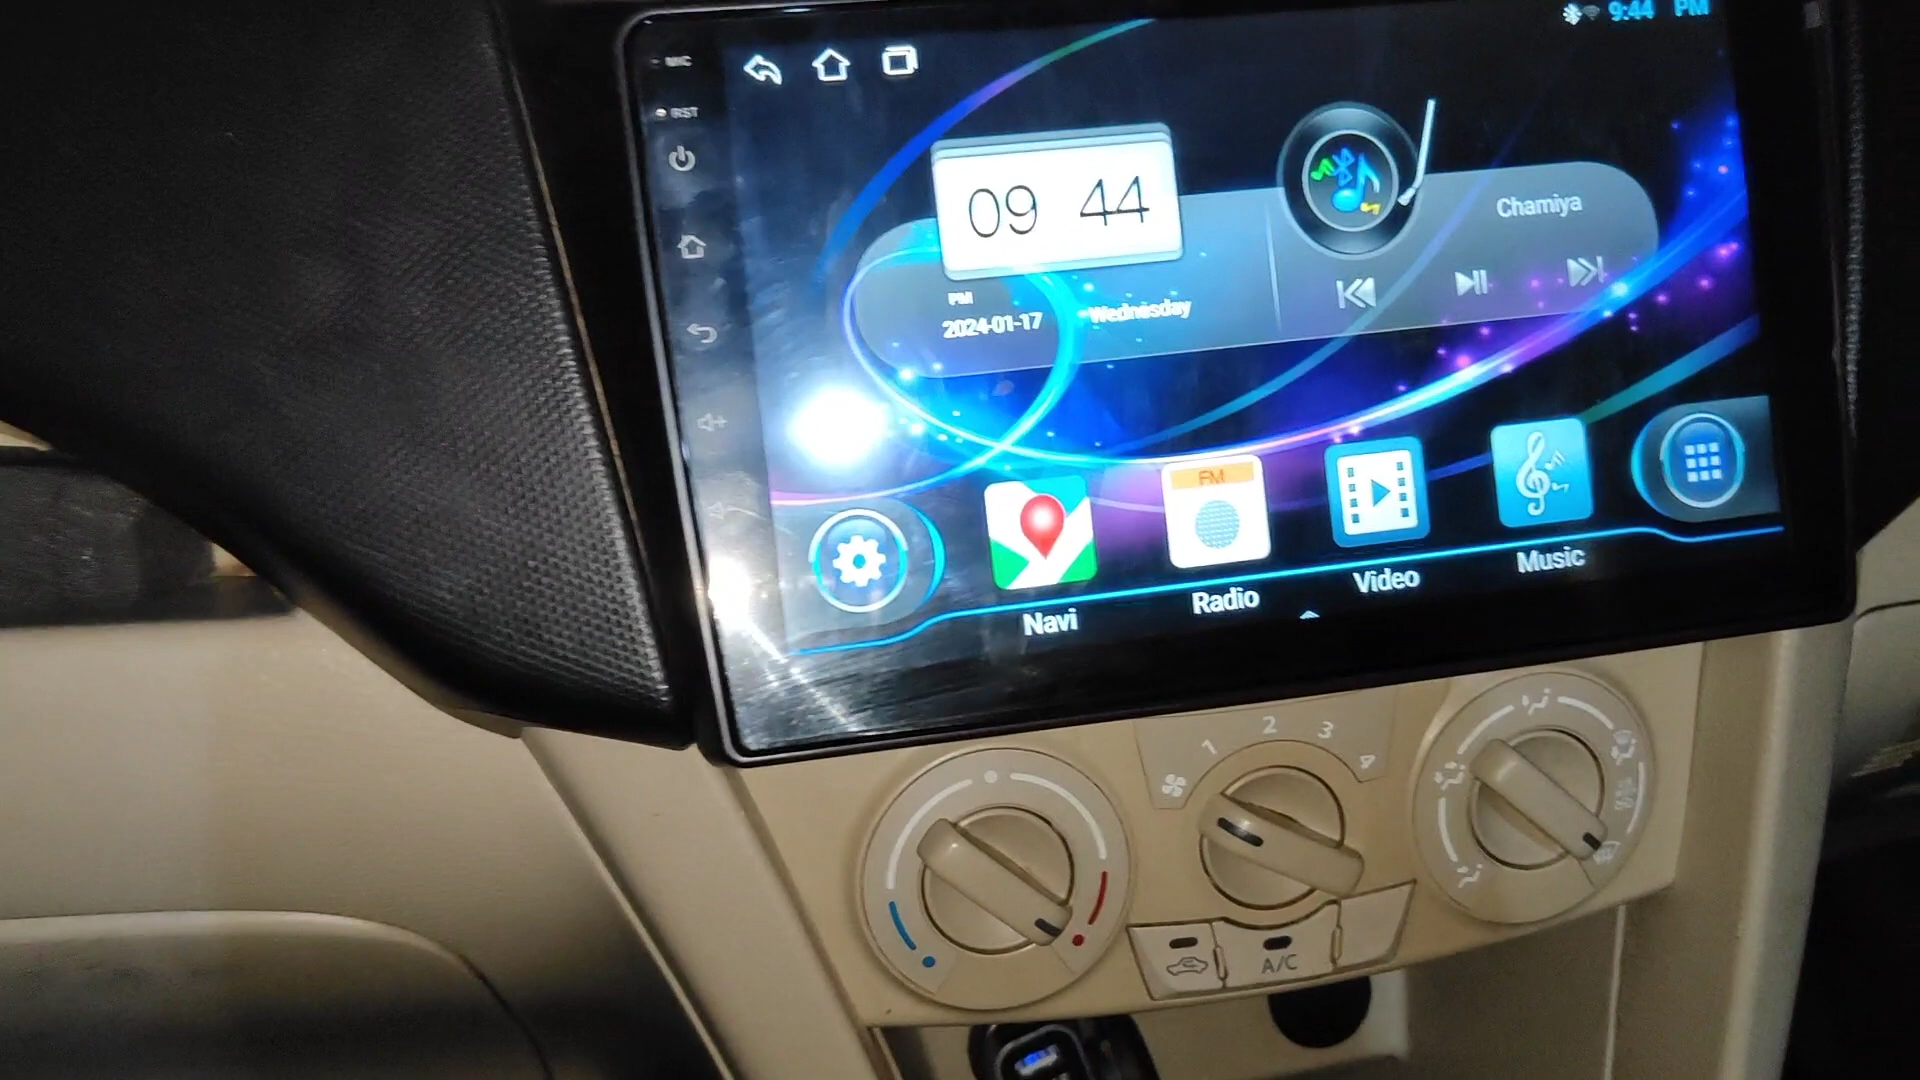 MIC
9:44 PM
RST
09 44
Chamiya
PM
2024-01-17 Wednesday
FM
Navi Radio Video Music
1 2 3 4
A/C